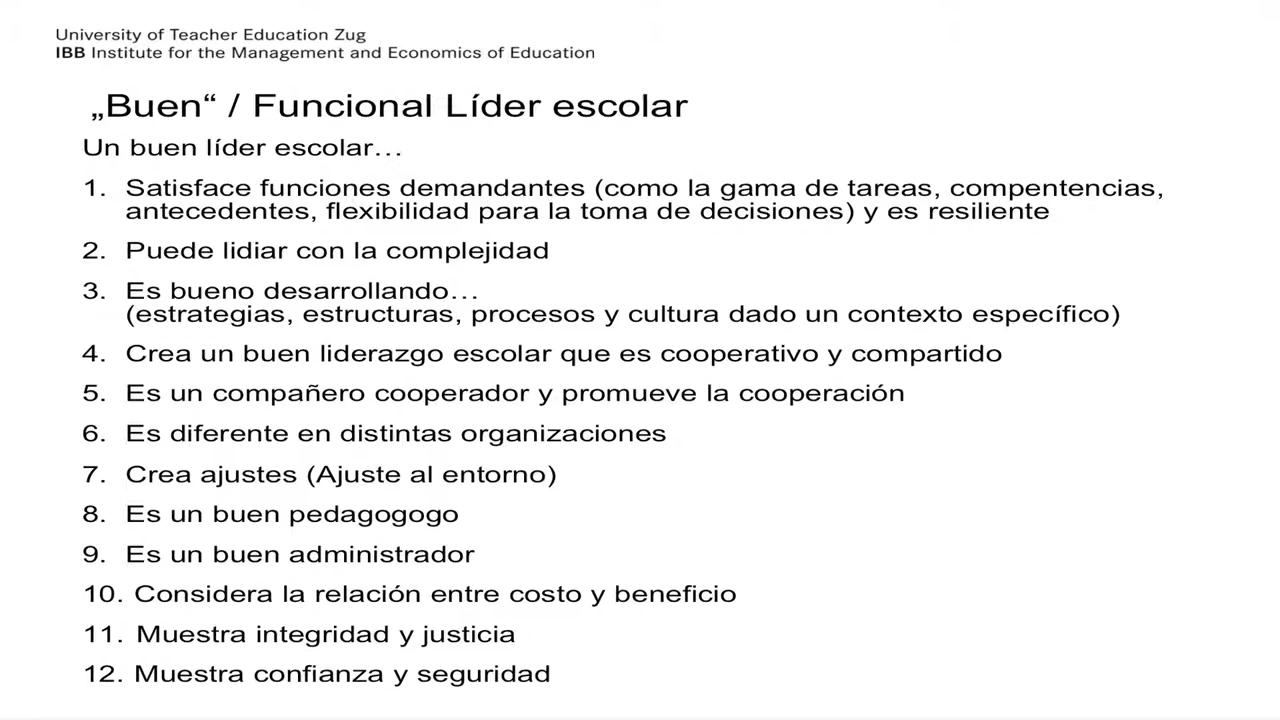 University of Teacher Education Zug
IBB Institute for the Management and Economics of Education
„Buen“ / Funcional Líder escolar
Un buen líder escolar…
1. Satisface funciones demandantes (como la gama de tareas, compentencias,
antecedentes, flexibilidad para la toma de decisiones) y es resiliente
2. Puede lidiar con la complejidad
3. Es bueno desarrollando…
(estrategias, estructuras, procesos y cultura dado un contexto específico)
4. Crea un buen liderazgo escolar que es cooperativo y compartido
5. Es un compañero cooperador y promueve la cooperación
6. Es diferente en distintas organizaciones
7. Crea ajustes (Ajuste al entorno)
8. Es un buen pedagogogo
9. Es un buen administrador
10. Considera la relación entre costo y beneficio
11. Muestra integridad y justicia
12. Muestra confianza y seguridad